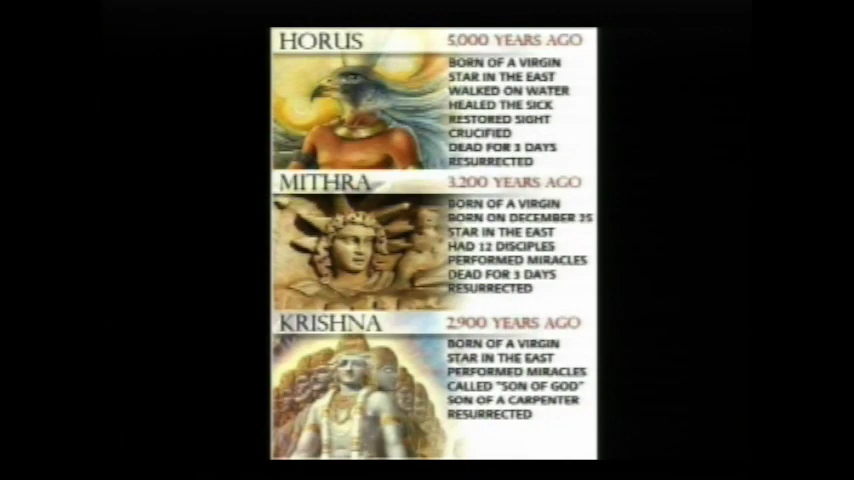 HORUS
5,000 YEARS AGO
BORN OF A VIRGIN
STAR IN THE EAST
WALKED ON WATER
HEALED THE SICK
RESTORED SIGHT
CRUCIFIED
DEAD FOR 3 DAYS
RESURRECTED
MITHRA
3,200 YEARS AGO
BORN OF A VIRGIN
BORN ON DECEMBER 25
STAR IN THE EAST
HAD 12 DISCIPLES
PERFORMED MIRACLES
DEAD FOR 3 DAYS
RESURRECTED
KRISHNA
2,900 YEARS AGO
BORN OF A VIRGIN
STAR IN THE EAST
PERFORMED MIRACLES
CALLED "SON OF GOD"
SON OF A CARPENTER
RESURRECTED